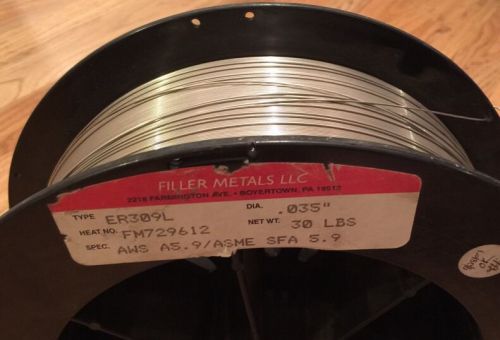 FILLER METALS LLC
2218 FARMINGTON AVE. • BOYERTOWN, PA 19512
TYPE ER309L DIA. .035"
HEAT NO: FM729612 NET WT: 30 LBS
SPEC. AWS A5.9/ASME SFA 5.9